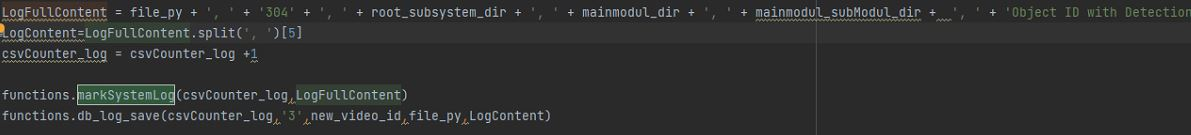 LogFullContent = file_py + ', ' + '304' + ', ' + root_subsystem_dir + ', ' + mainmodul_dir + ', ' + mainmodul_subModul_dir +  ', ' + 'Object ID with Detection
LogContent=LogFullContent.split(', ')[5]
csvCounter_log = csvCounter_log +1
functions.markSystemLog(csvCounter_log,LogFullContent)
functions.db_log_save(csvCounter_log,'3',new_video_id,file_py,LogContent)